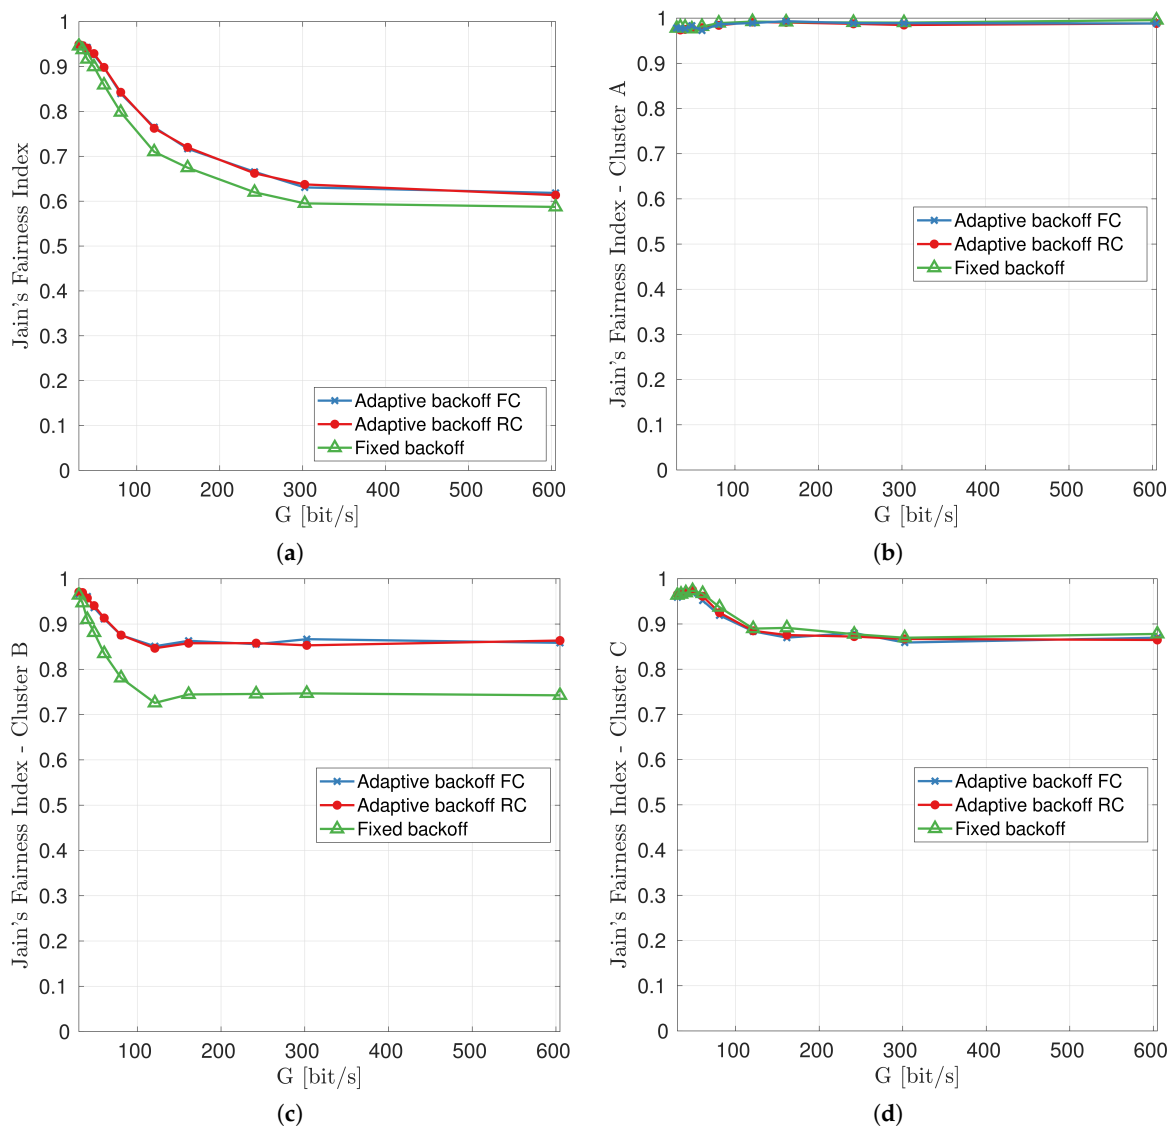 1
0.9
0.8
0.7
0.6
0.5
0.4
0.3
0.2
0.1
0
Jain's Fairness Index
Adaptive backoff FC
Adaptive backoff RC
Fixed backoff
100 200 300 400 500 600
G [bit/s]
(a)
1
0.9
0.8
0.7
0.6
0.5
0.4
0.3
0.2
0.1
0
Jain's Fairness Index - Cluster A
Adaptive backoff FC
Adaptive backoff RC
Fixed backoff
100 200 300 400 500 600
G [bit/s]
(b)
1
0.9
0.8
0.7
0.6
0.5
0.4
0.3
0.2
0.1
0
Jain's Fairness Index - Cluster B
Adaptive backoff FC
Adaptive backoff RC
Fixed backoff
100 200 300 400 500 600
G [bit/s]
(c)
1
0.9
0.8
0.7
0.6
0.5
0.4
0.3
0.2
0.1
0
Jain's Fairness Index - Cluster C
Adaptive backoff FC
Adaptive backoff RC
Fixed backoff
100 200 300 400 500 600
G [bit/s]
(d)